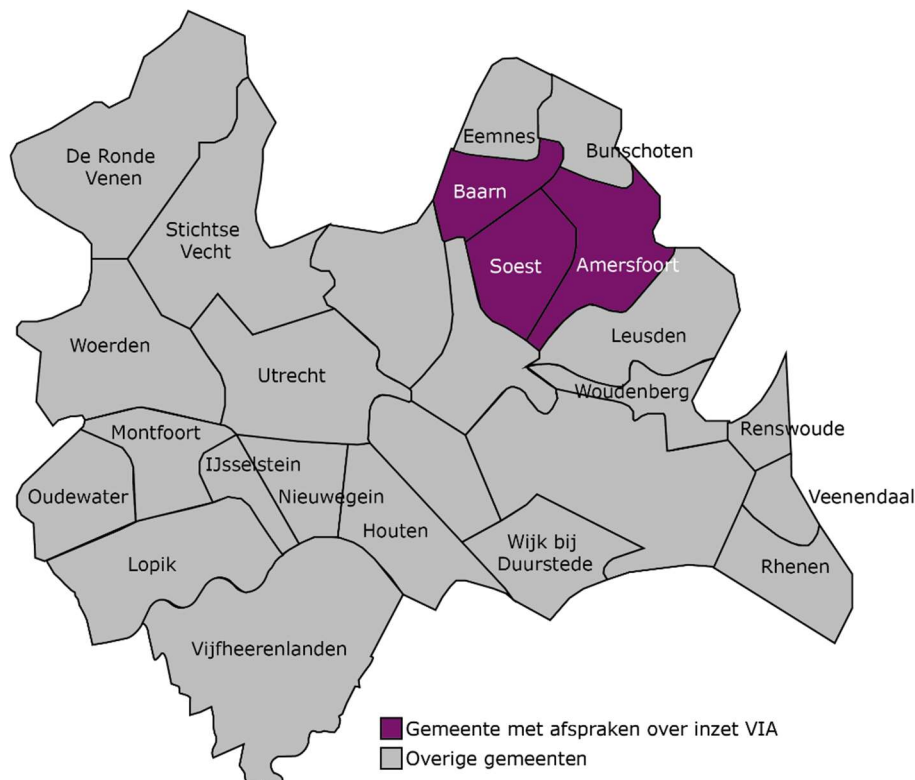 Eemnes
Bunschoten
De Ronde
Venen
Baarn
Stichtse
Vecht
Soest
Amersfoort
Leusden
Woerden
Utrecht
Woudenberg
Montfoort
Renswoude
IJsselstein
Oudewater
Nieuwegein
Veenendaal
Houten
Wijk bij
Duurstede
Lopik
Rhenen
Vijfheerenlanden
Gemeente met afspraken over inzet VIA
Overige gemeenten